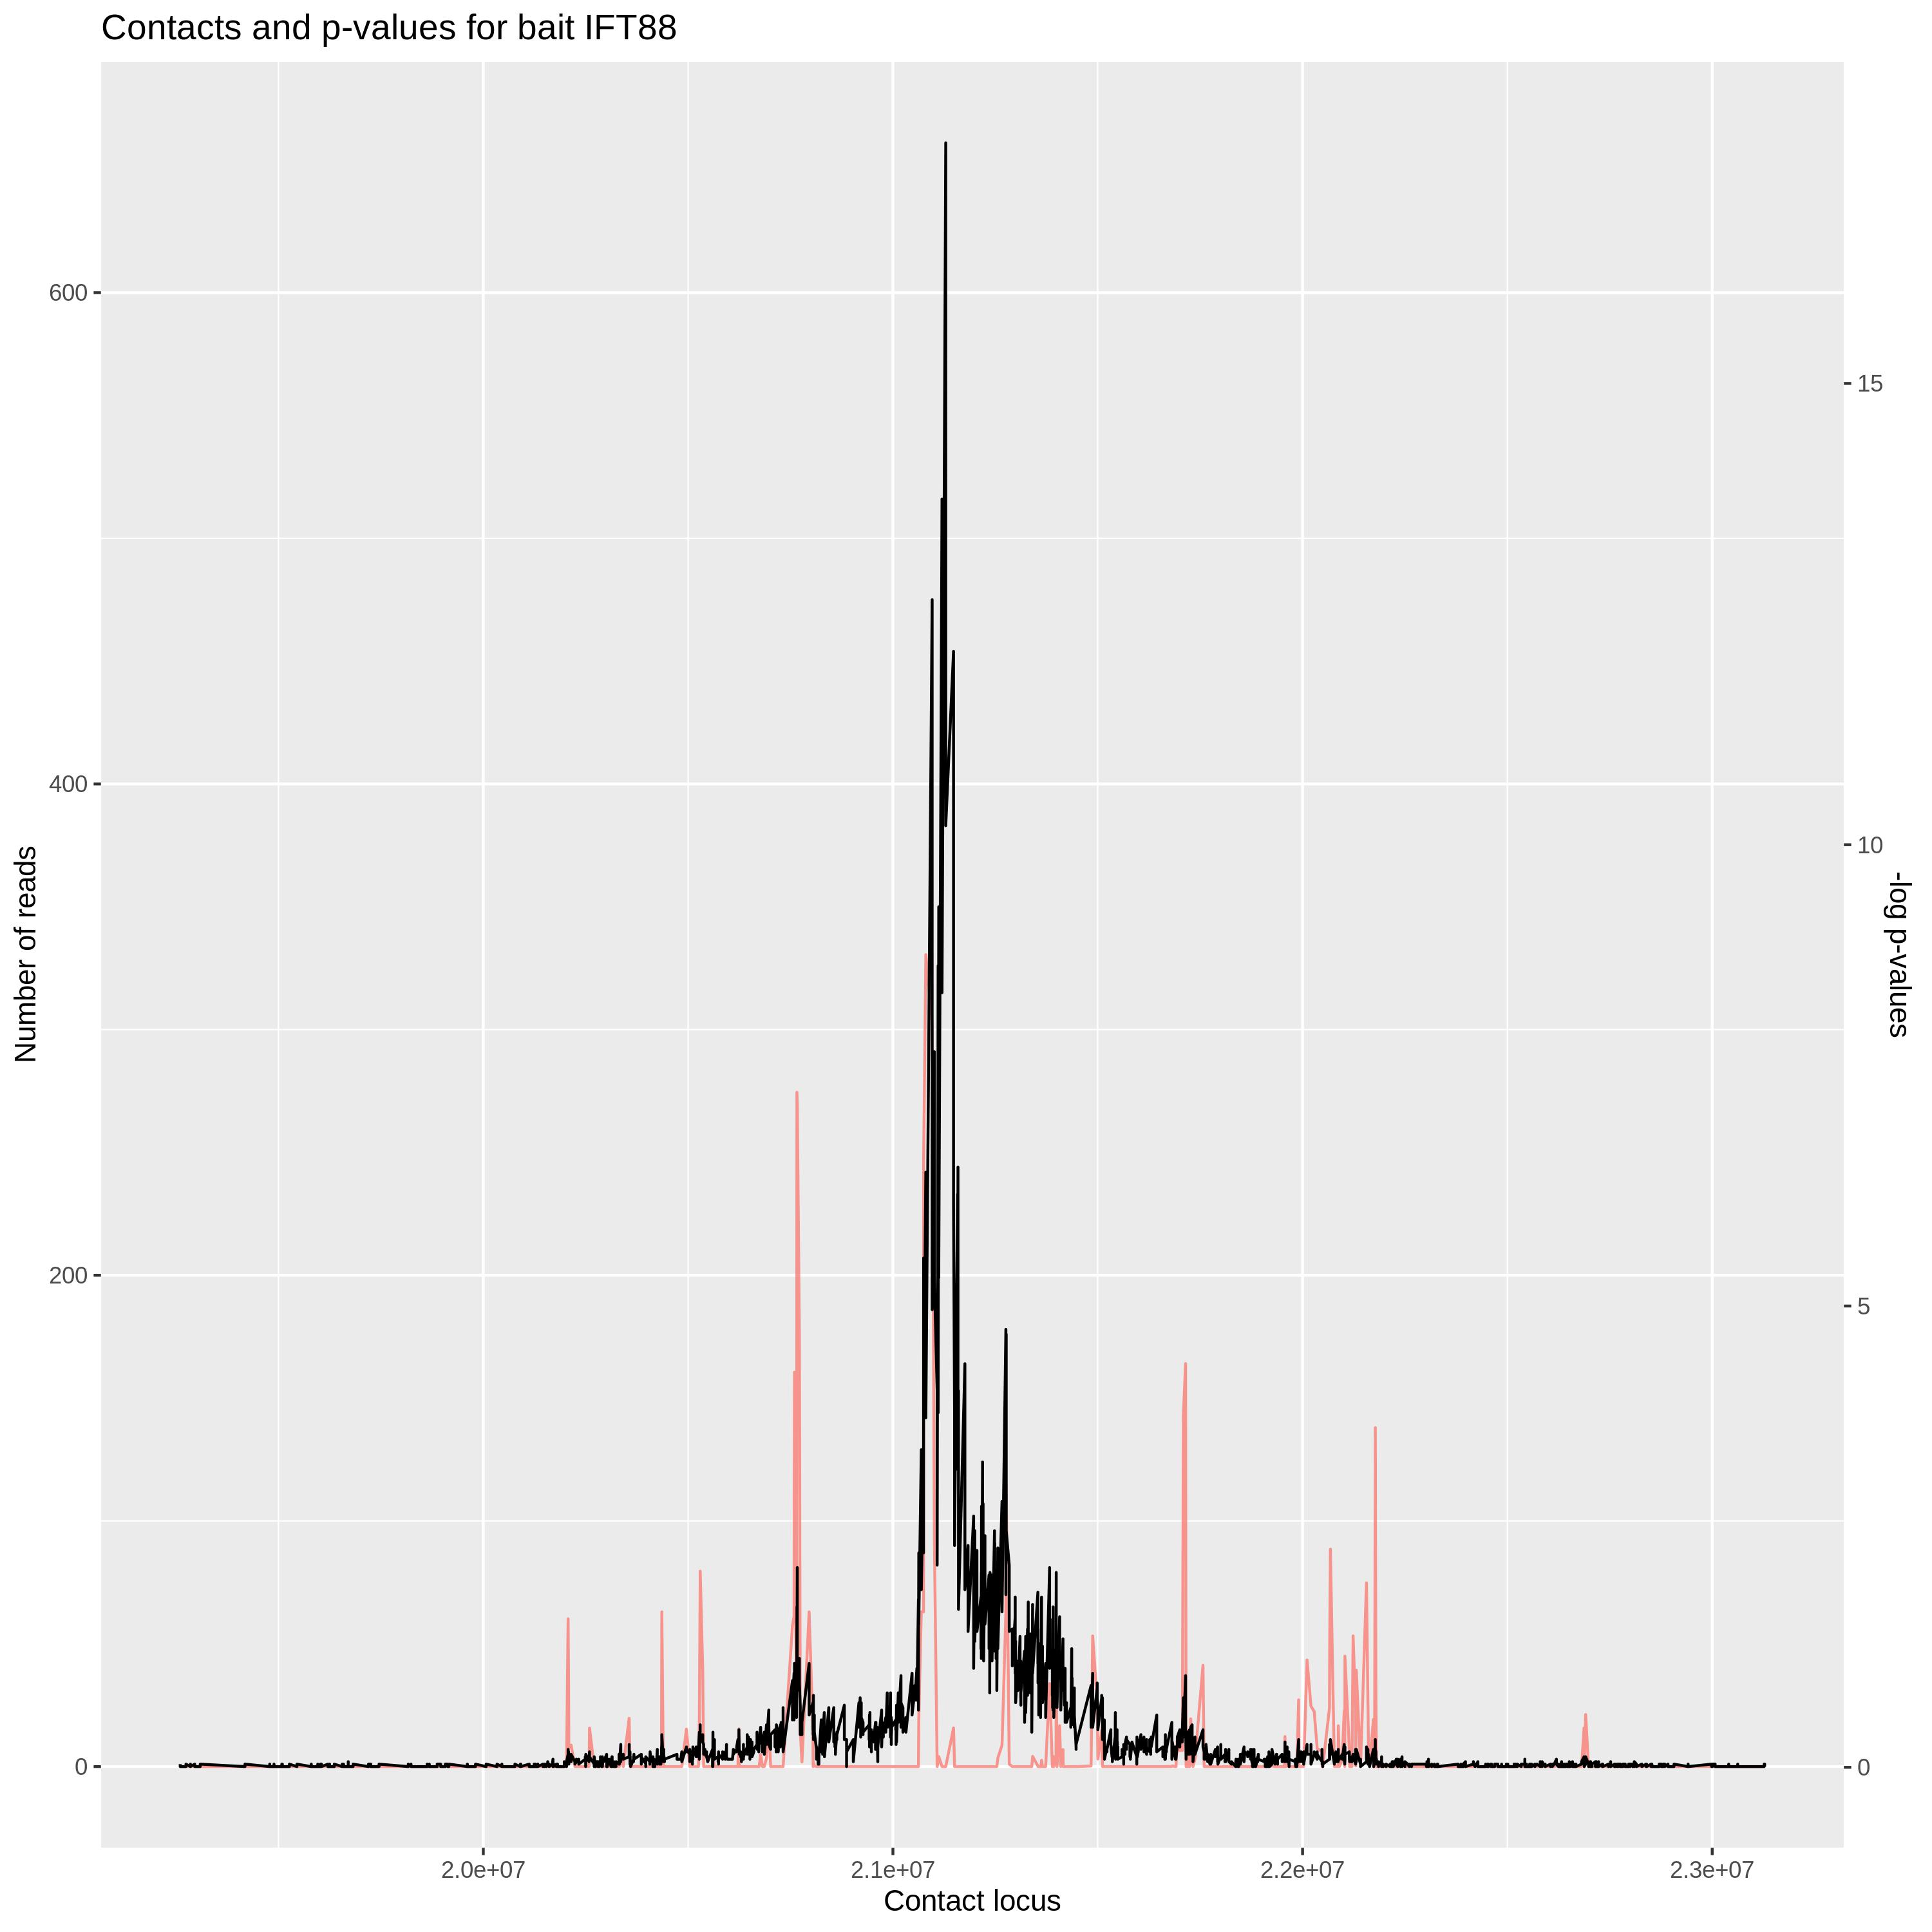 Contacts and p-values for bait IFT88
600
400
200
0
Number of reads
15
10
5
0
-log p-values
2.0e+07
2.1e+07
2.2e+07
2.3e+07
Contact locus